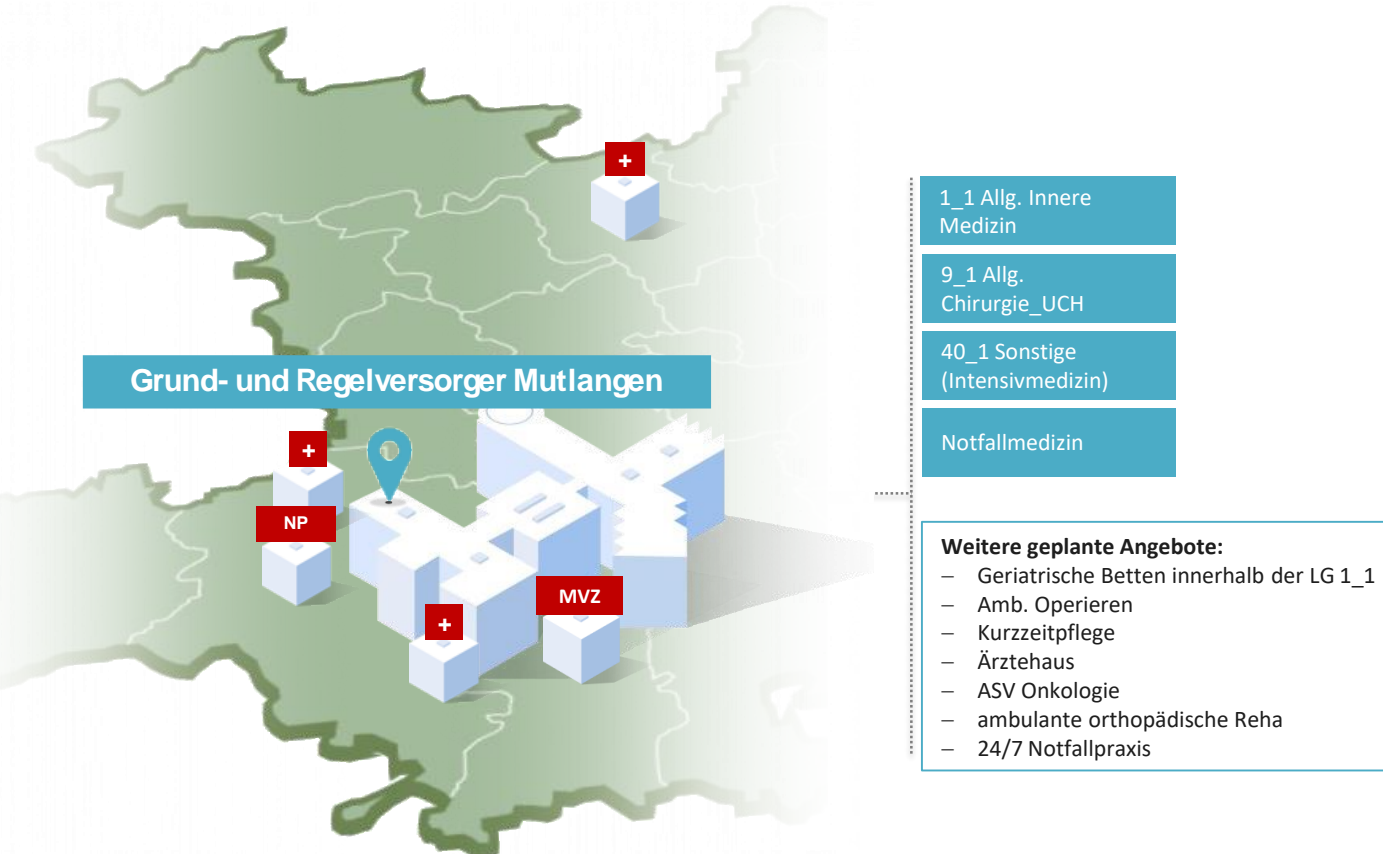 +
Grund- und Regelversorger Mutlangen
+
NP
MVZ
+
1_1 Allg. Innere
Medizin
9_1 Allg.
Chirurgie_UCH
40_1 Sonstige
(Intensivmedizin)
Notfallmedizin
Weitere geplante Angebote:
– Geriatrische Betten innerhalb der LG 1_1
– Amb. Operieren
– Kurzzeitpflege
– Ärztehaus
– ASV Onkologie
– ambulante orthopädische Reha
– 24/7 Notfallpraxis